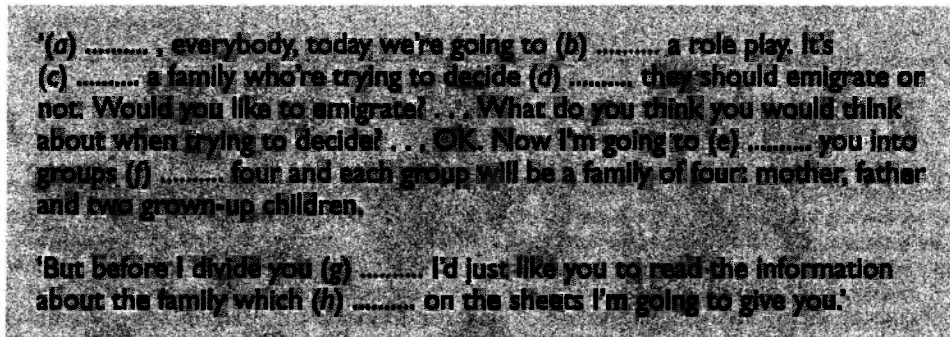 '(a) .......... , everybody, today we're going to (b) .......... a role play. It's
(c) .......... a family who're trying to decide (d) .......... they should emigrate or
not. Would you like to emigrate? . . . What do you think you would think
about when trying to decide? . . . OK. Now I'm going to (e) .......... you into
groups (f) .......... four and each group will be a family of four: mother, father
and two grown-up children.
'But before I divide you (g) .......... I'd just like you to read the information
about the family which (h) .......... on the sheets I'm going to give you.'